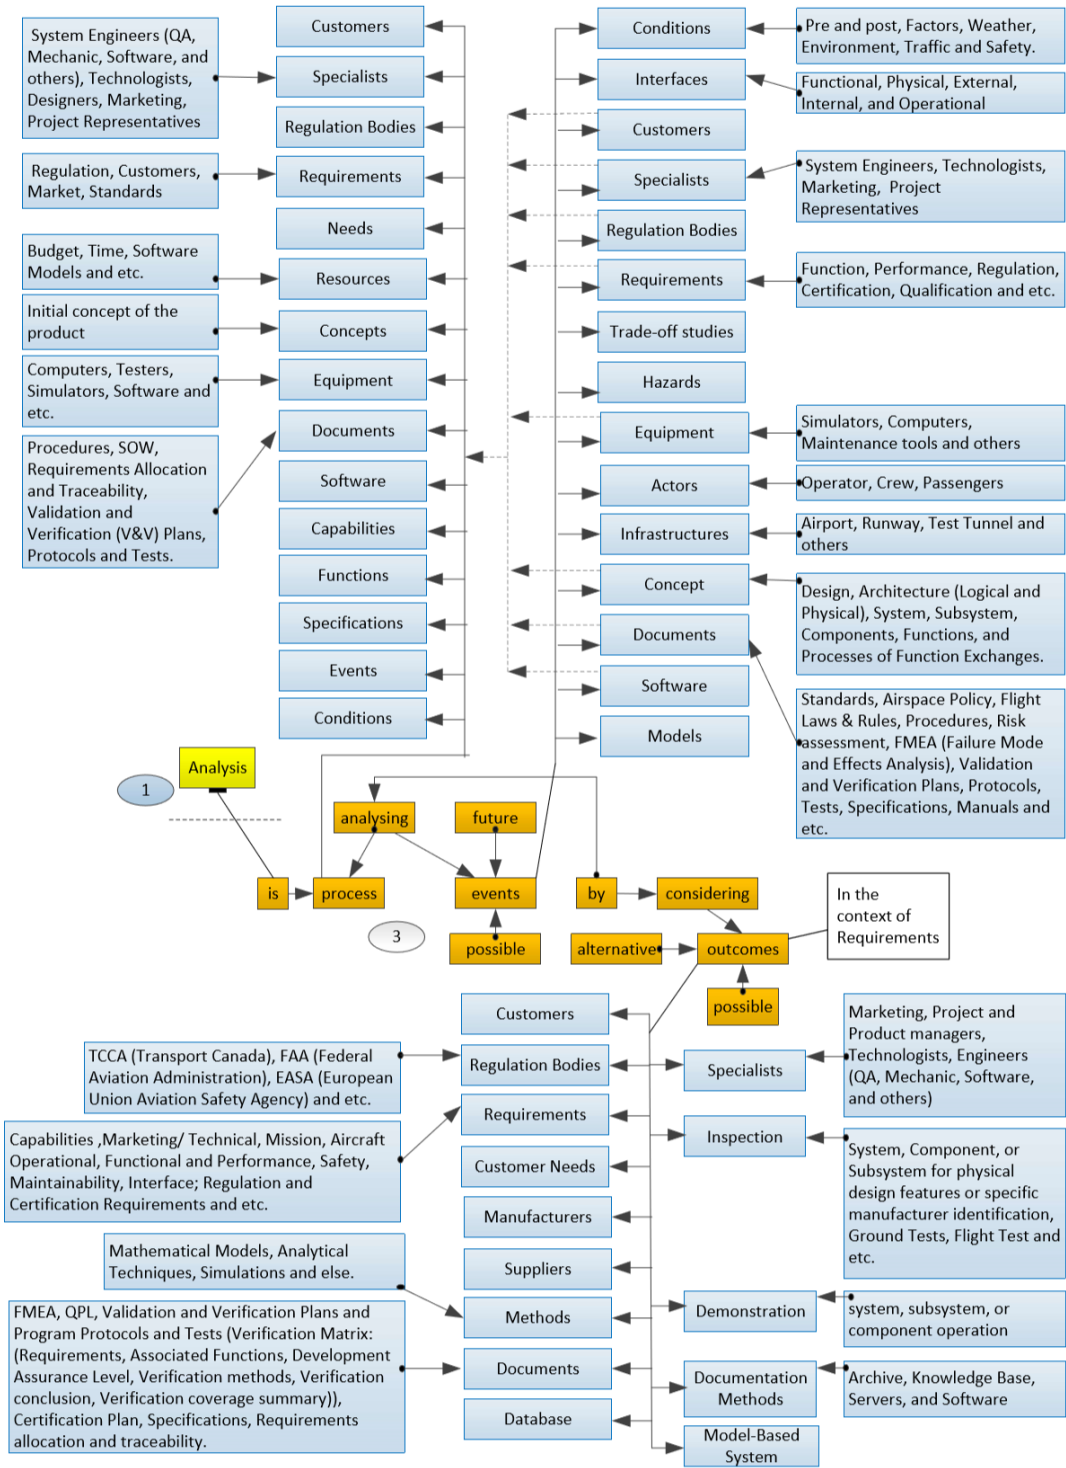 Customers
System Engineers (QA,
Mechanic, Software, and
others), Technologists,
Designers, Marketing,
Project Representatives
Specialists
Regulation Bodies
Regulation, Customers,
Market, Standards
Requirements
Needs
Budget, Time, Software
Models and etc.
Resources
Initial concept of the
product
Concepts
Computers, Testers,
Simulators, Software and
etc.
Equipment
Procedures, SOW,
Requirements Allocation
and Traceability,
Validation and
Verification (V&V) Plans,
Protocols and Tests.
Documents
Software
Capabilities
Functions
Specifications
Events
Conditions
Conditions
Pre and post, Factors, Weather,
Environment, Traffic and Safety.
Interfaces
Functional, Physical, External,
Internal, and Operational
Customers
Specialists
System Engineers, Technologists,
Marketing, Project
Representatives
Regulation Bodies
Requirements
Function, Performance, Regulation,
Certification, Qualification and etc.
Trade-off studies
Hazards
Equipment
Simulators, Computers,
Maintenance tools and others
Actors
Operator, Crew, Passengers
Infrastructures
Airport, Runway, Test Tunnel and
others
Concept
Design, Architecture (Logical and
Physical), System, Subsystem,
Components, Functions, and
Processes of Function Exchanges.
Documents
Standards, Airspace Policy, Flight
Laws & Rules, Procedures, Risk
assessment, FMEA (Failure Mode
and Effects Analysis), Validation
and Verification Plans, Protocols,
Tests, Specifications, Manuals and
etc.
Software
Models
Analysis
1
analysing
future
is
process
events
by
considering
In the
context of
Requirements
3
possible
alternative
outcomes
possible
Customers
TCCA (Transport Canada), FAA (Federal
Aviation Administration), EASA (European
Union Aviation Safety Agency) and etc.
Regulation Bodies
Specialists
Marketing, Project and
Product managers,
Technologists, Engineers
(QA, Mechanic, Software,
and others)
Capabilities ,Marketing/ Technical, Mission, Aircraft
Operational, Functional and Performance, Safety,
Maintainability, Interface; Regulation and
Certification Requirements and etc.
Requirements
Inspection
System, Component, or
Subsystem for physical
design features or specific
manufacturer identification,
Ground Tests, Flight Test and
etc.
Customer Needs
Manufacturers
Suppliers
Mathematical Models, Analytical
Techniques, Simulations and else.
Methods
Demonstration
system, subsystem, or
component operation
FMEA, QPL, Validation and Verification Plans and
Program Protocols and Tests (Verification Matrix:
(Requirements, Associated Functions, Development
Assurance Level, Verification methods, Verification
conclusion, Verification coverage summary)),
Certification Plan, Specifications, Requirements
allocation and traceability.
Documents
Documentation
Methods
Archive, Knowledge Base,
Servers, and Software
Database
Model-Based
System